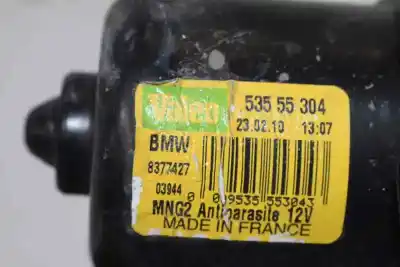 Valeo 535 55 304
23.02.10 13:07
BMW
8377427
03944
0 009535 553043
MNG2 Antiparasite 12V
MADE IN FRANCE